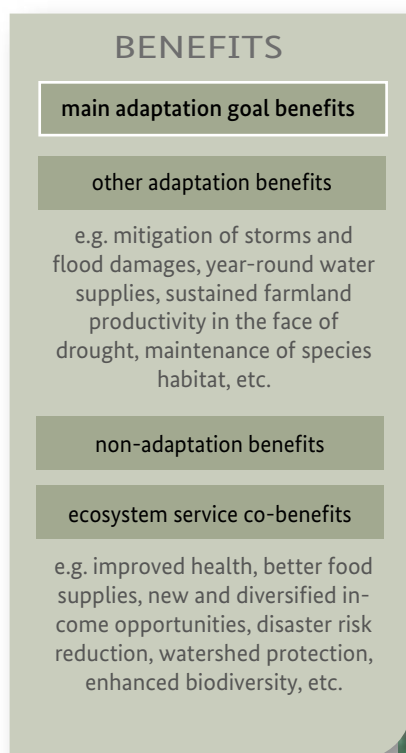 BENEFITS
main adaptation goal benefits
other adaptation benefits
e.g. mitigation of storms and
flood damages, year-round water
supplies, sustained farmland
productivity in the face of
drought, maintenance of species
habitat, etc.
non-adaptation benefits
ecosystem service co-benefits
e.g. improved health, better food
supplies, new and diversified in-
come opportunities, disaster risk
reduction, watershed protection,
enhanced biodiversity, etc.